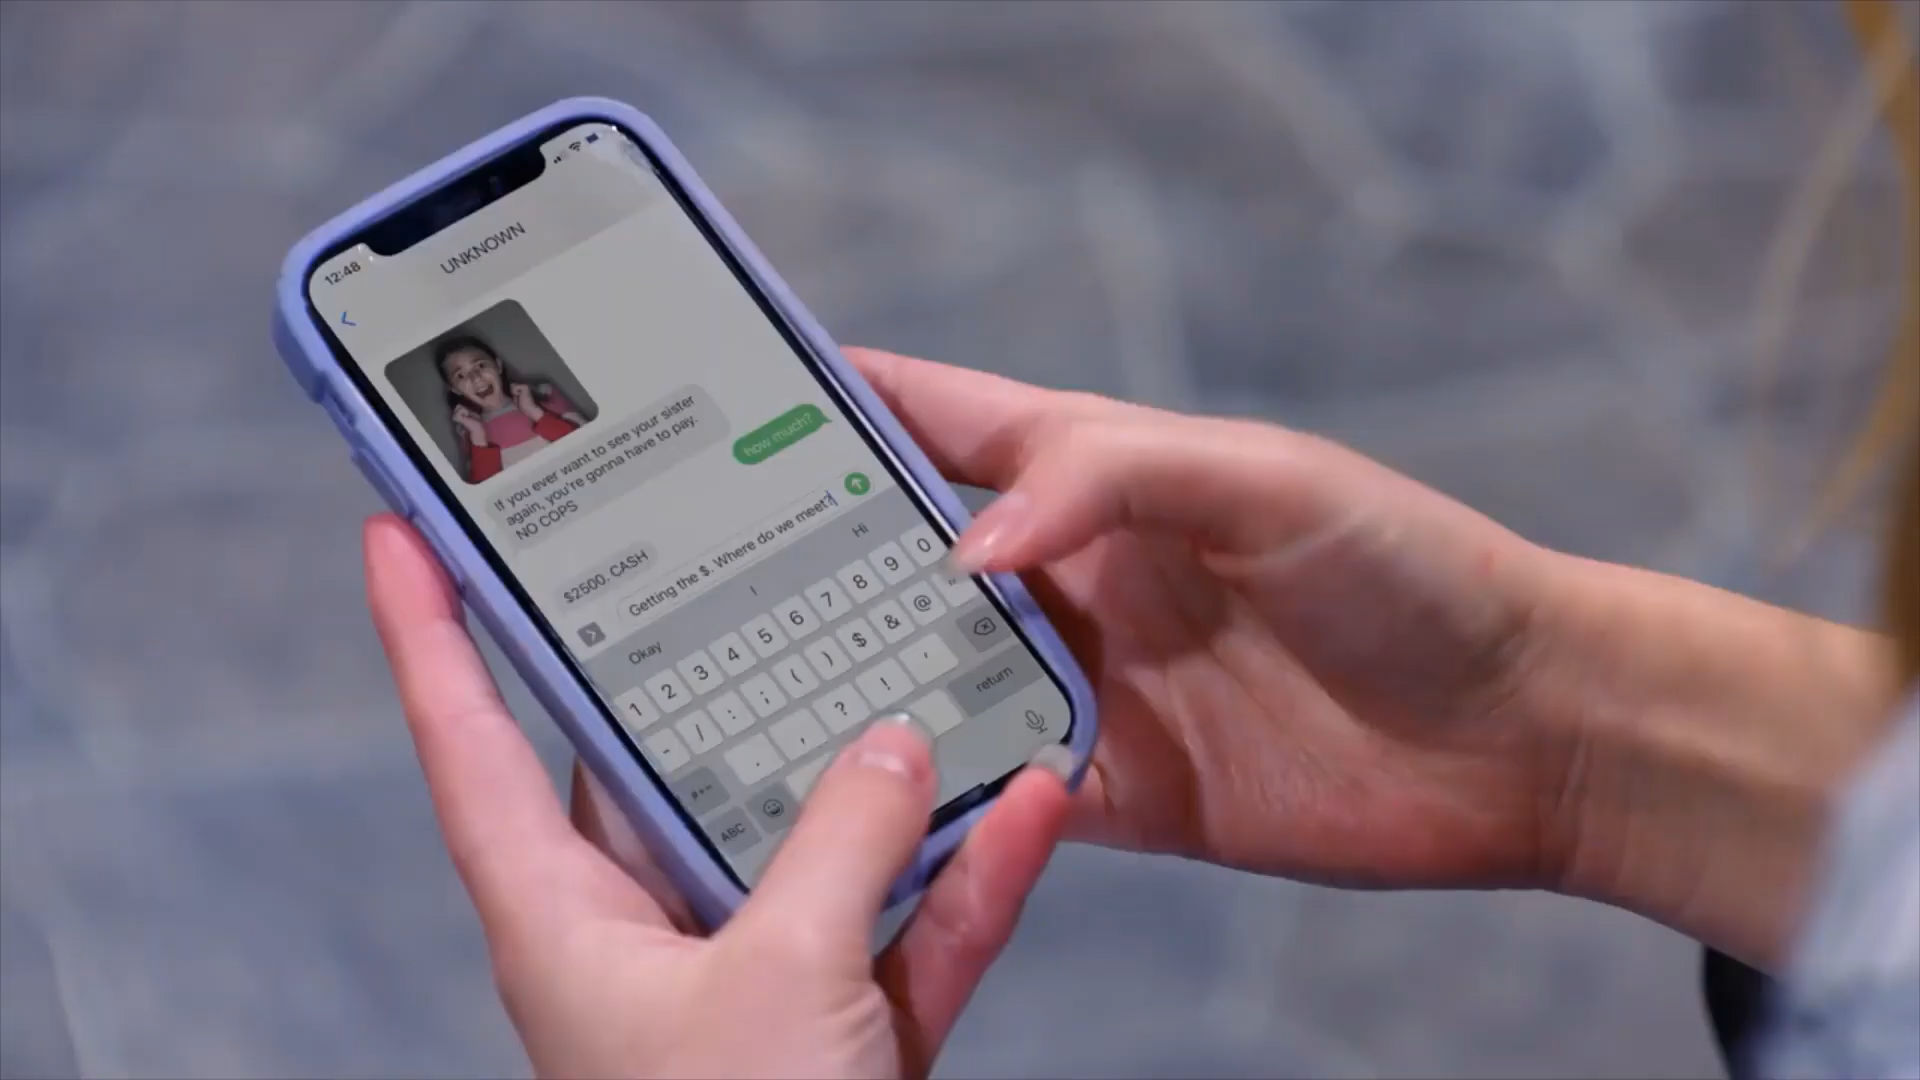 12:48
UNKNOWN
If you ever want to see your sister
again, you're gonna have to pay.
NO COPS
how much?
$2500. CASH
Getting the $. Where do we meet?
Okay
I
Hi
1 2 3 4 5 6 7 8 9 0
- / : ; ( ) $ & @ "
#+= . , ? ! '
ABC
return